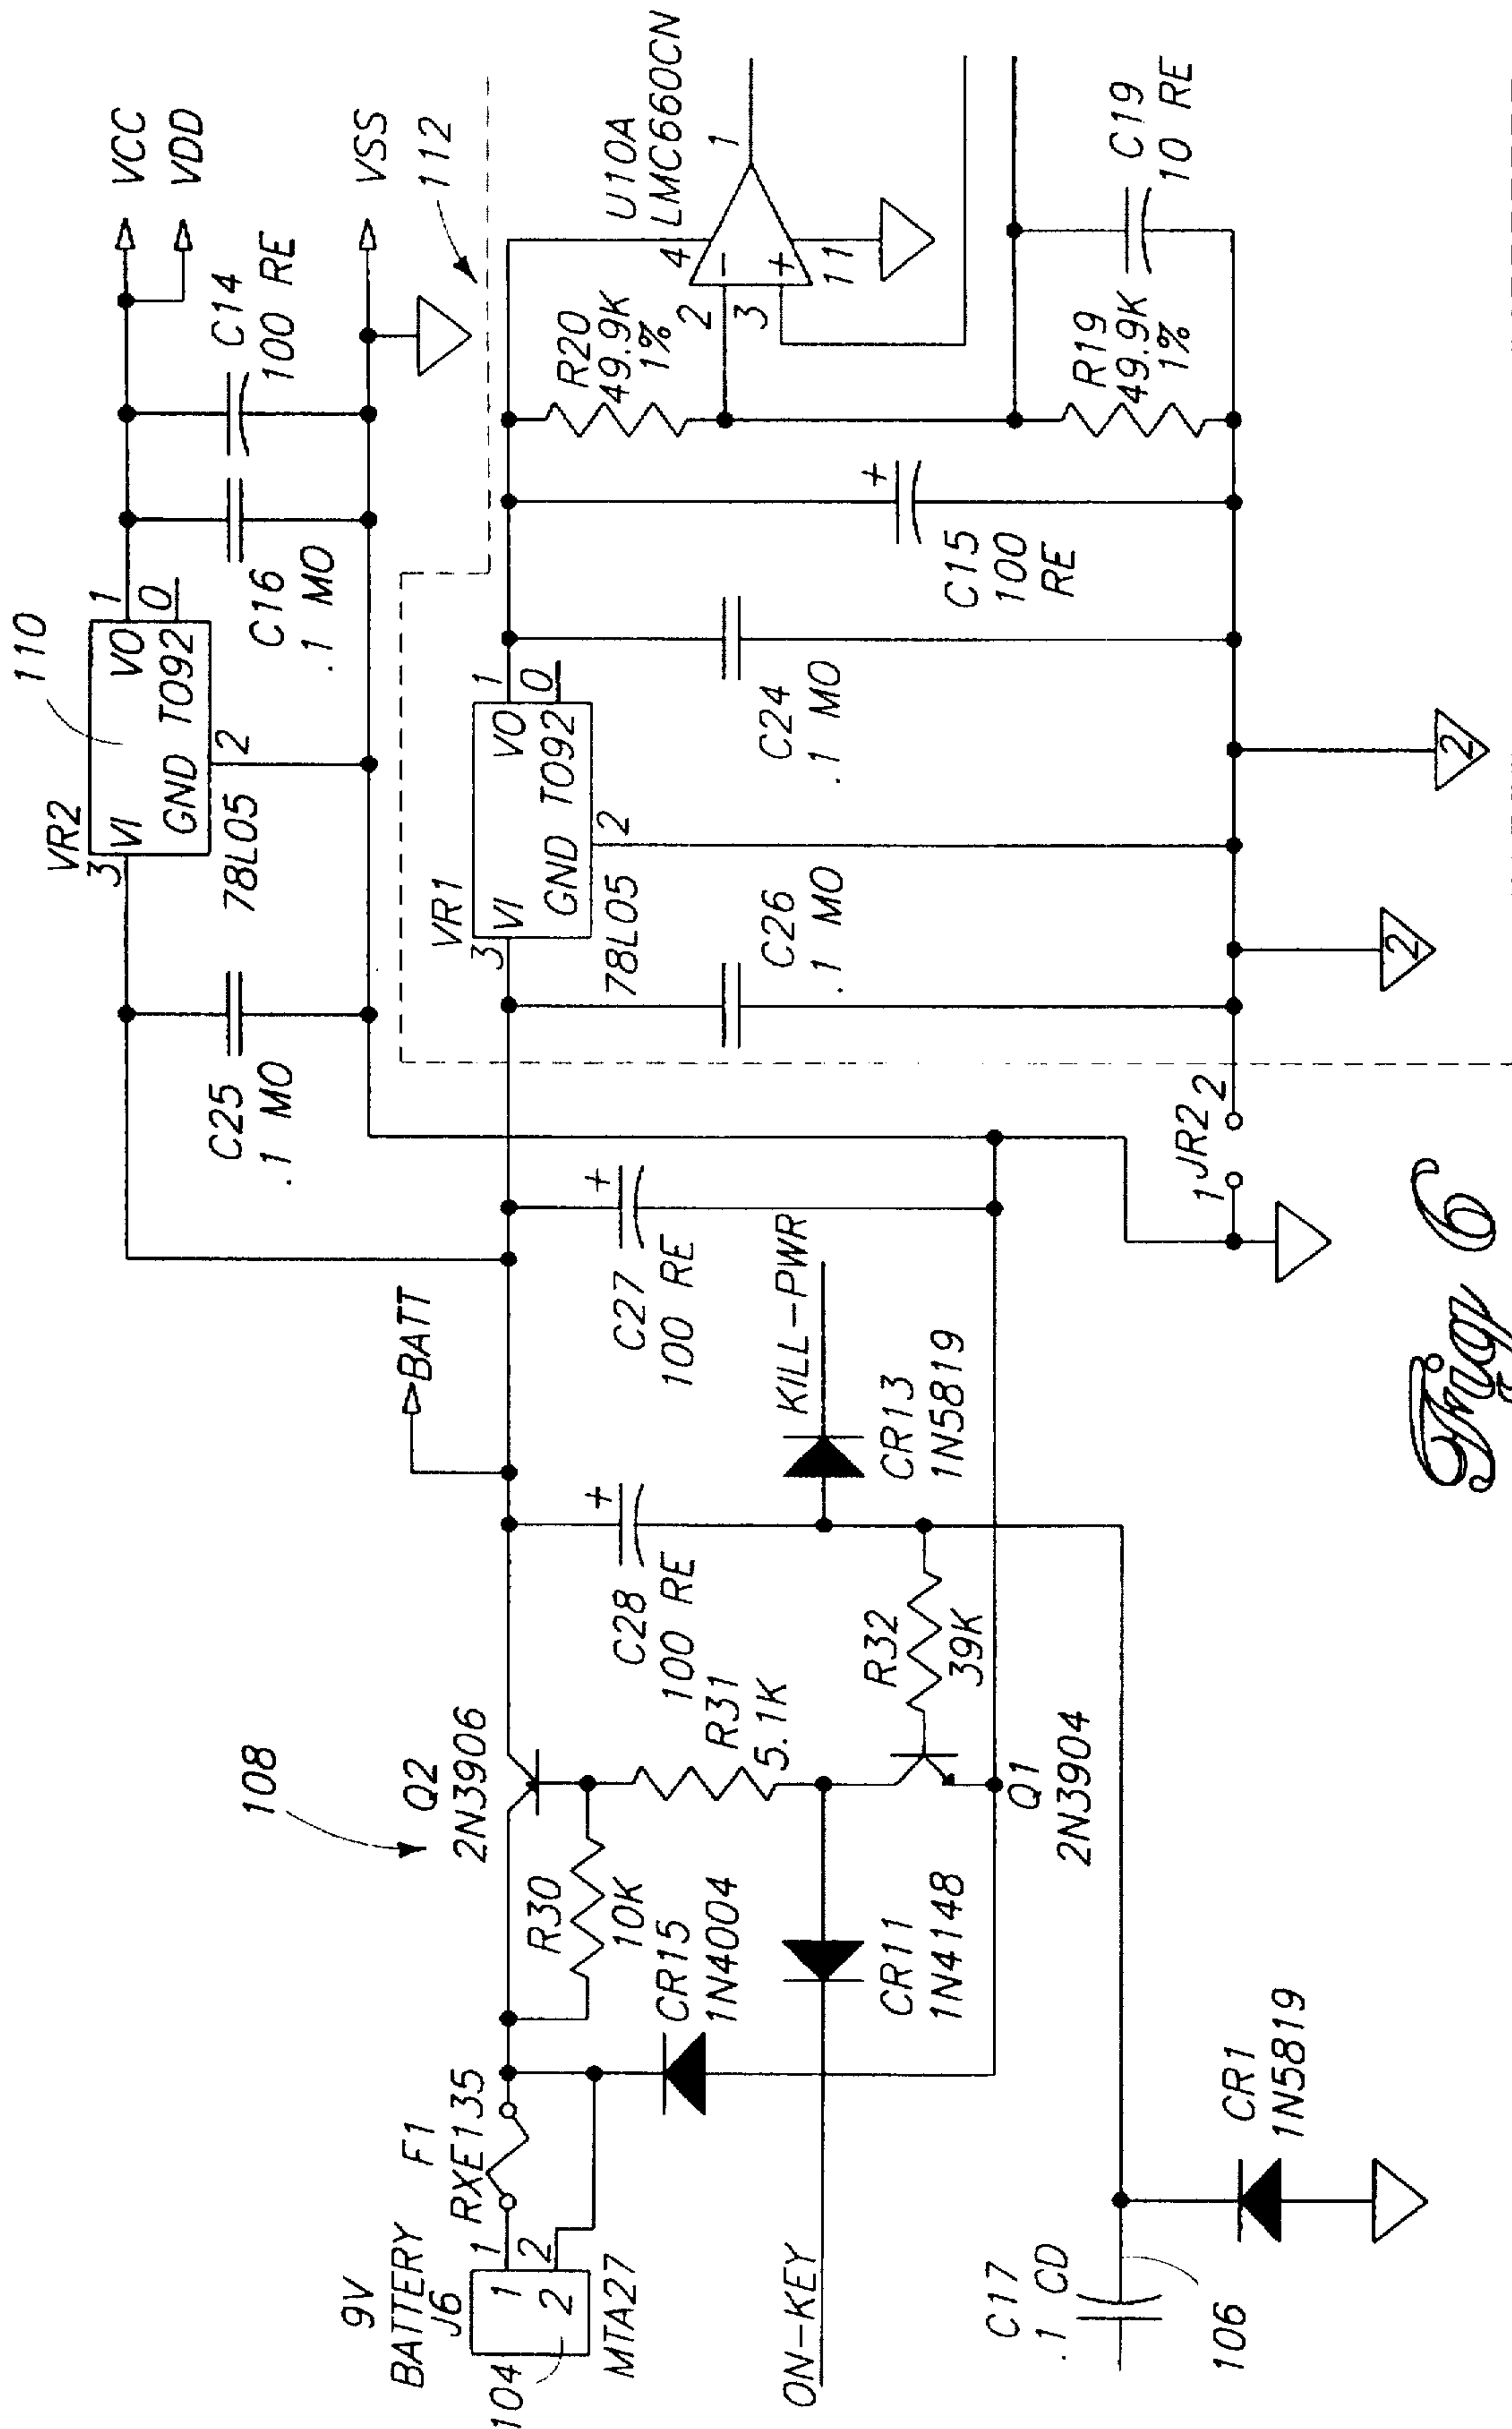 9V
BATTERY
J6
104
1
2
1
2
MTA27
F1
RXE135
108
Q2
2N3906
R30
10K
CR15
1N4004
R31
5.1K
C28
100 RE
+
BATT
C27
100 RE
+
ON-KEY
CR11
1N4148
Q1
2N3904
R32
39K
KILL-PWR
CR13
1N5819
C17
.1 CD
106
CR1
1N5819
C25
.1 MO
VR2
110
3
VI
VO
1
GND
TO92
0
2
78L05
C16
.1 MO
C14
100 RE
VCC
VDD
VSS
112
VR1
3
VI
VO
1
GND
TO92
0
2
78L05
C26
.1 MO
C24
.1 MO
C15
100
RE
+
R20
49.9K
1%
U10A
LMC660CN
2
3
4
11
1
-
+
R19
49.9K
1%
C19
10 RE
1
JR2
2
2
2
Fig 6